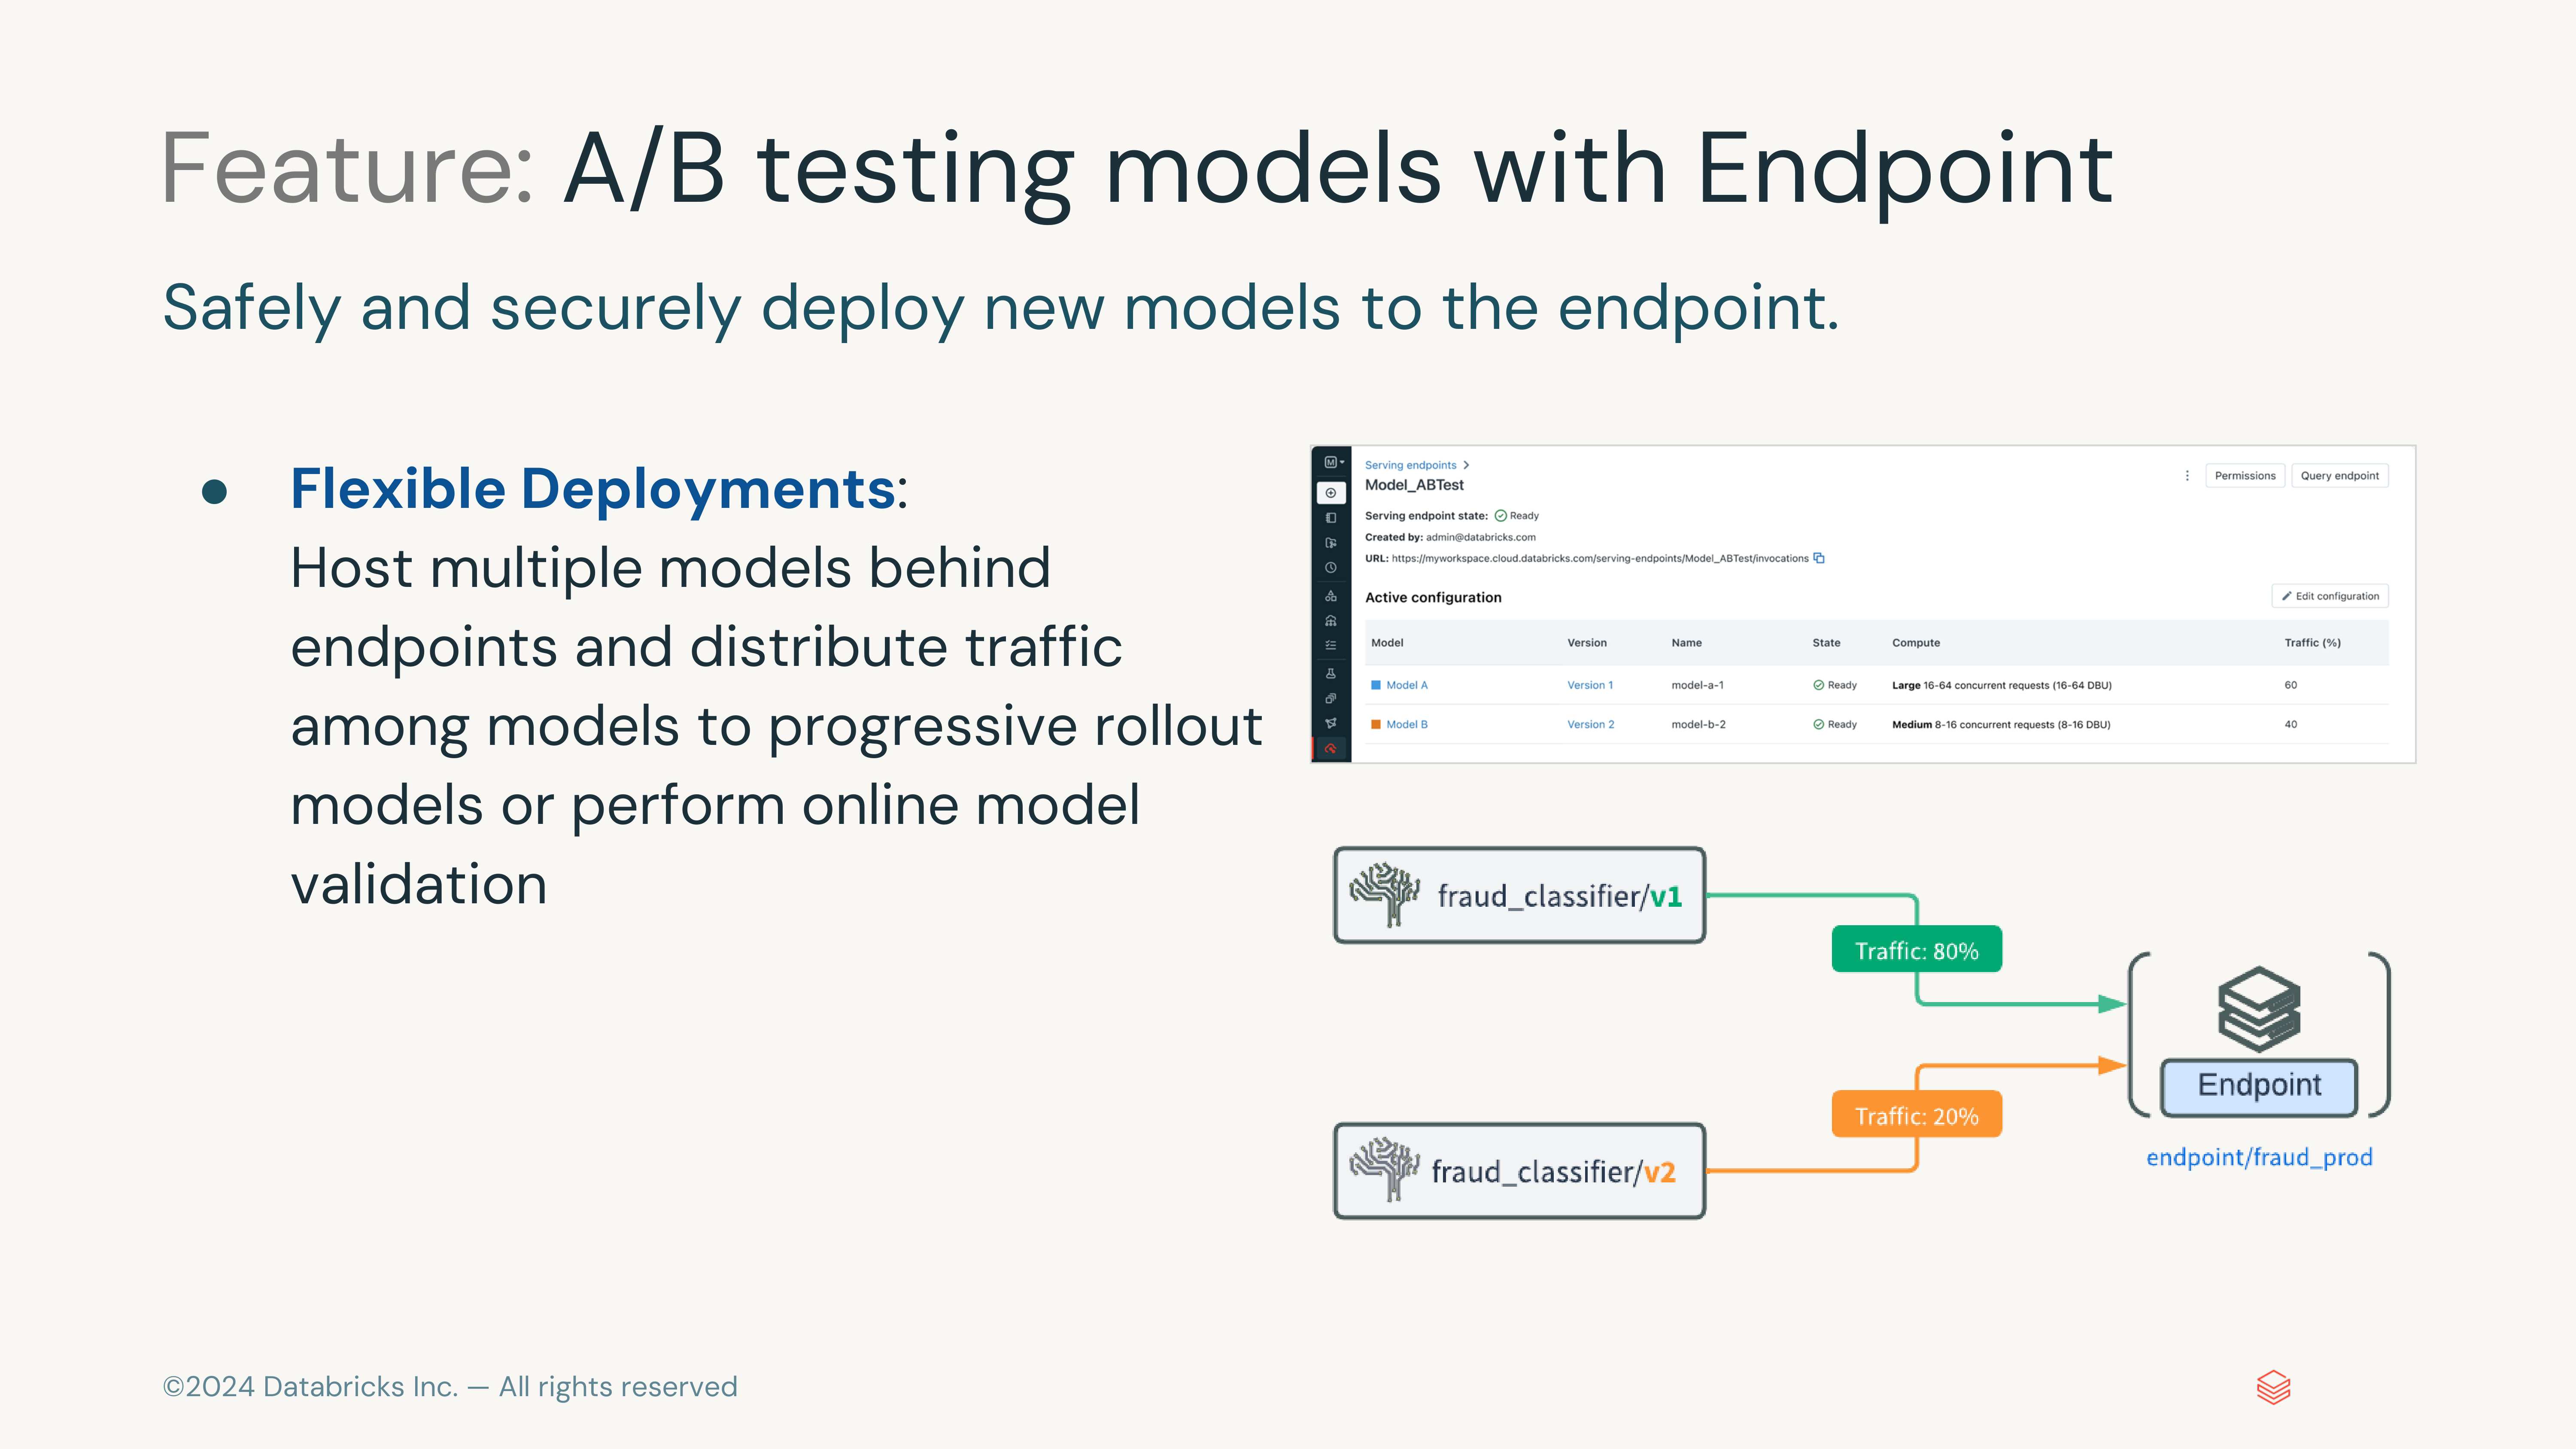 Feature: A/B testing models with Endpoint
Safely and securely deploy new models to the endpoint.
● Flexible Deployments:
Host multiple models behind
endpoints and distribute traffic
among models to progressive rollout
models or perform online model
validation
Serving endpoints >
Model_ABTest
Permissions
Query endpoint
Serving endpoint state: Ready
Created by: admin@databricks.com
URL: https://myworkspace.cloud.databricks.com/serving-endpoints/Model_ABTest/invocations
Active configuration
Edit configuration
Model Version Name State Compute Traffic (%)
Model A Version 1 model-a-1 Ready Large 16-64 concurrent requests (16-64 DBU) 60
Model B Version 2 model-b-2 Ready Medium 8-16 concurrent requests (8-16 DBU) 40
fraud_classifier/v1
Traffic: 80%
Endpoint
Traffic: 20%
endpoint/fraud_prod
fraud_classifier/v2
©2024 Databricks Inc. — All rights reserved